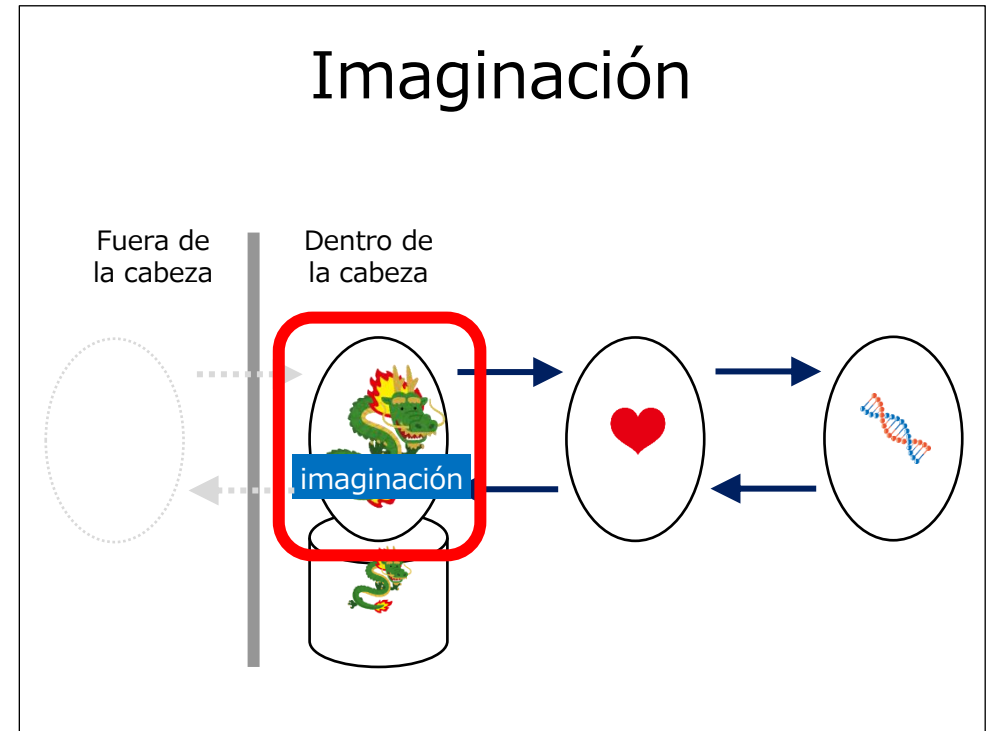 Imaginación
Fuera de
la cabeza
Dentro de
la cabeza
imaginación